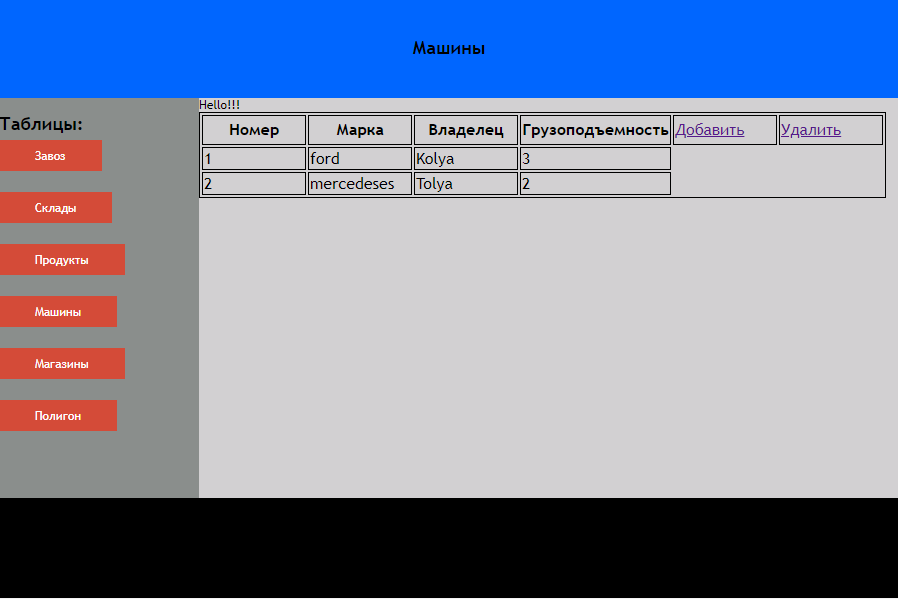 Машины
Hello!!!
Таблицы:
Завоз
Склады
Продукты
Машины
Магазины
Полигон
Номер Марка Владелец Грузоподъемность Добавить Удалить
1 ford Kolya 3
2 mercedeses Tolya 2